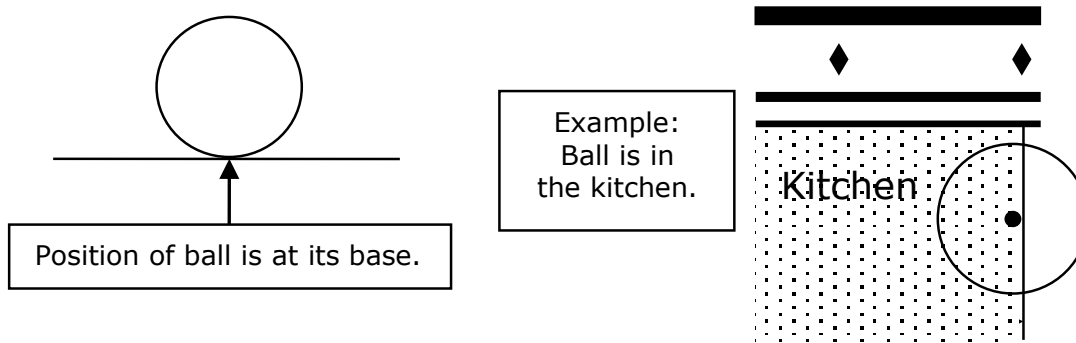 Example:
Ball is in
the kitchen.
Kitchen
Position of ball is at its base.